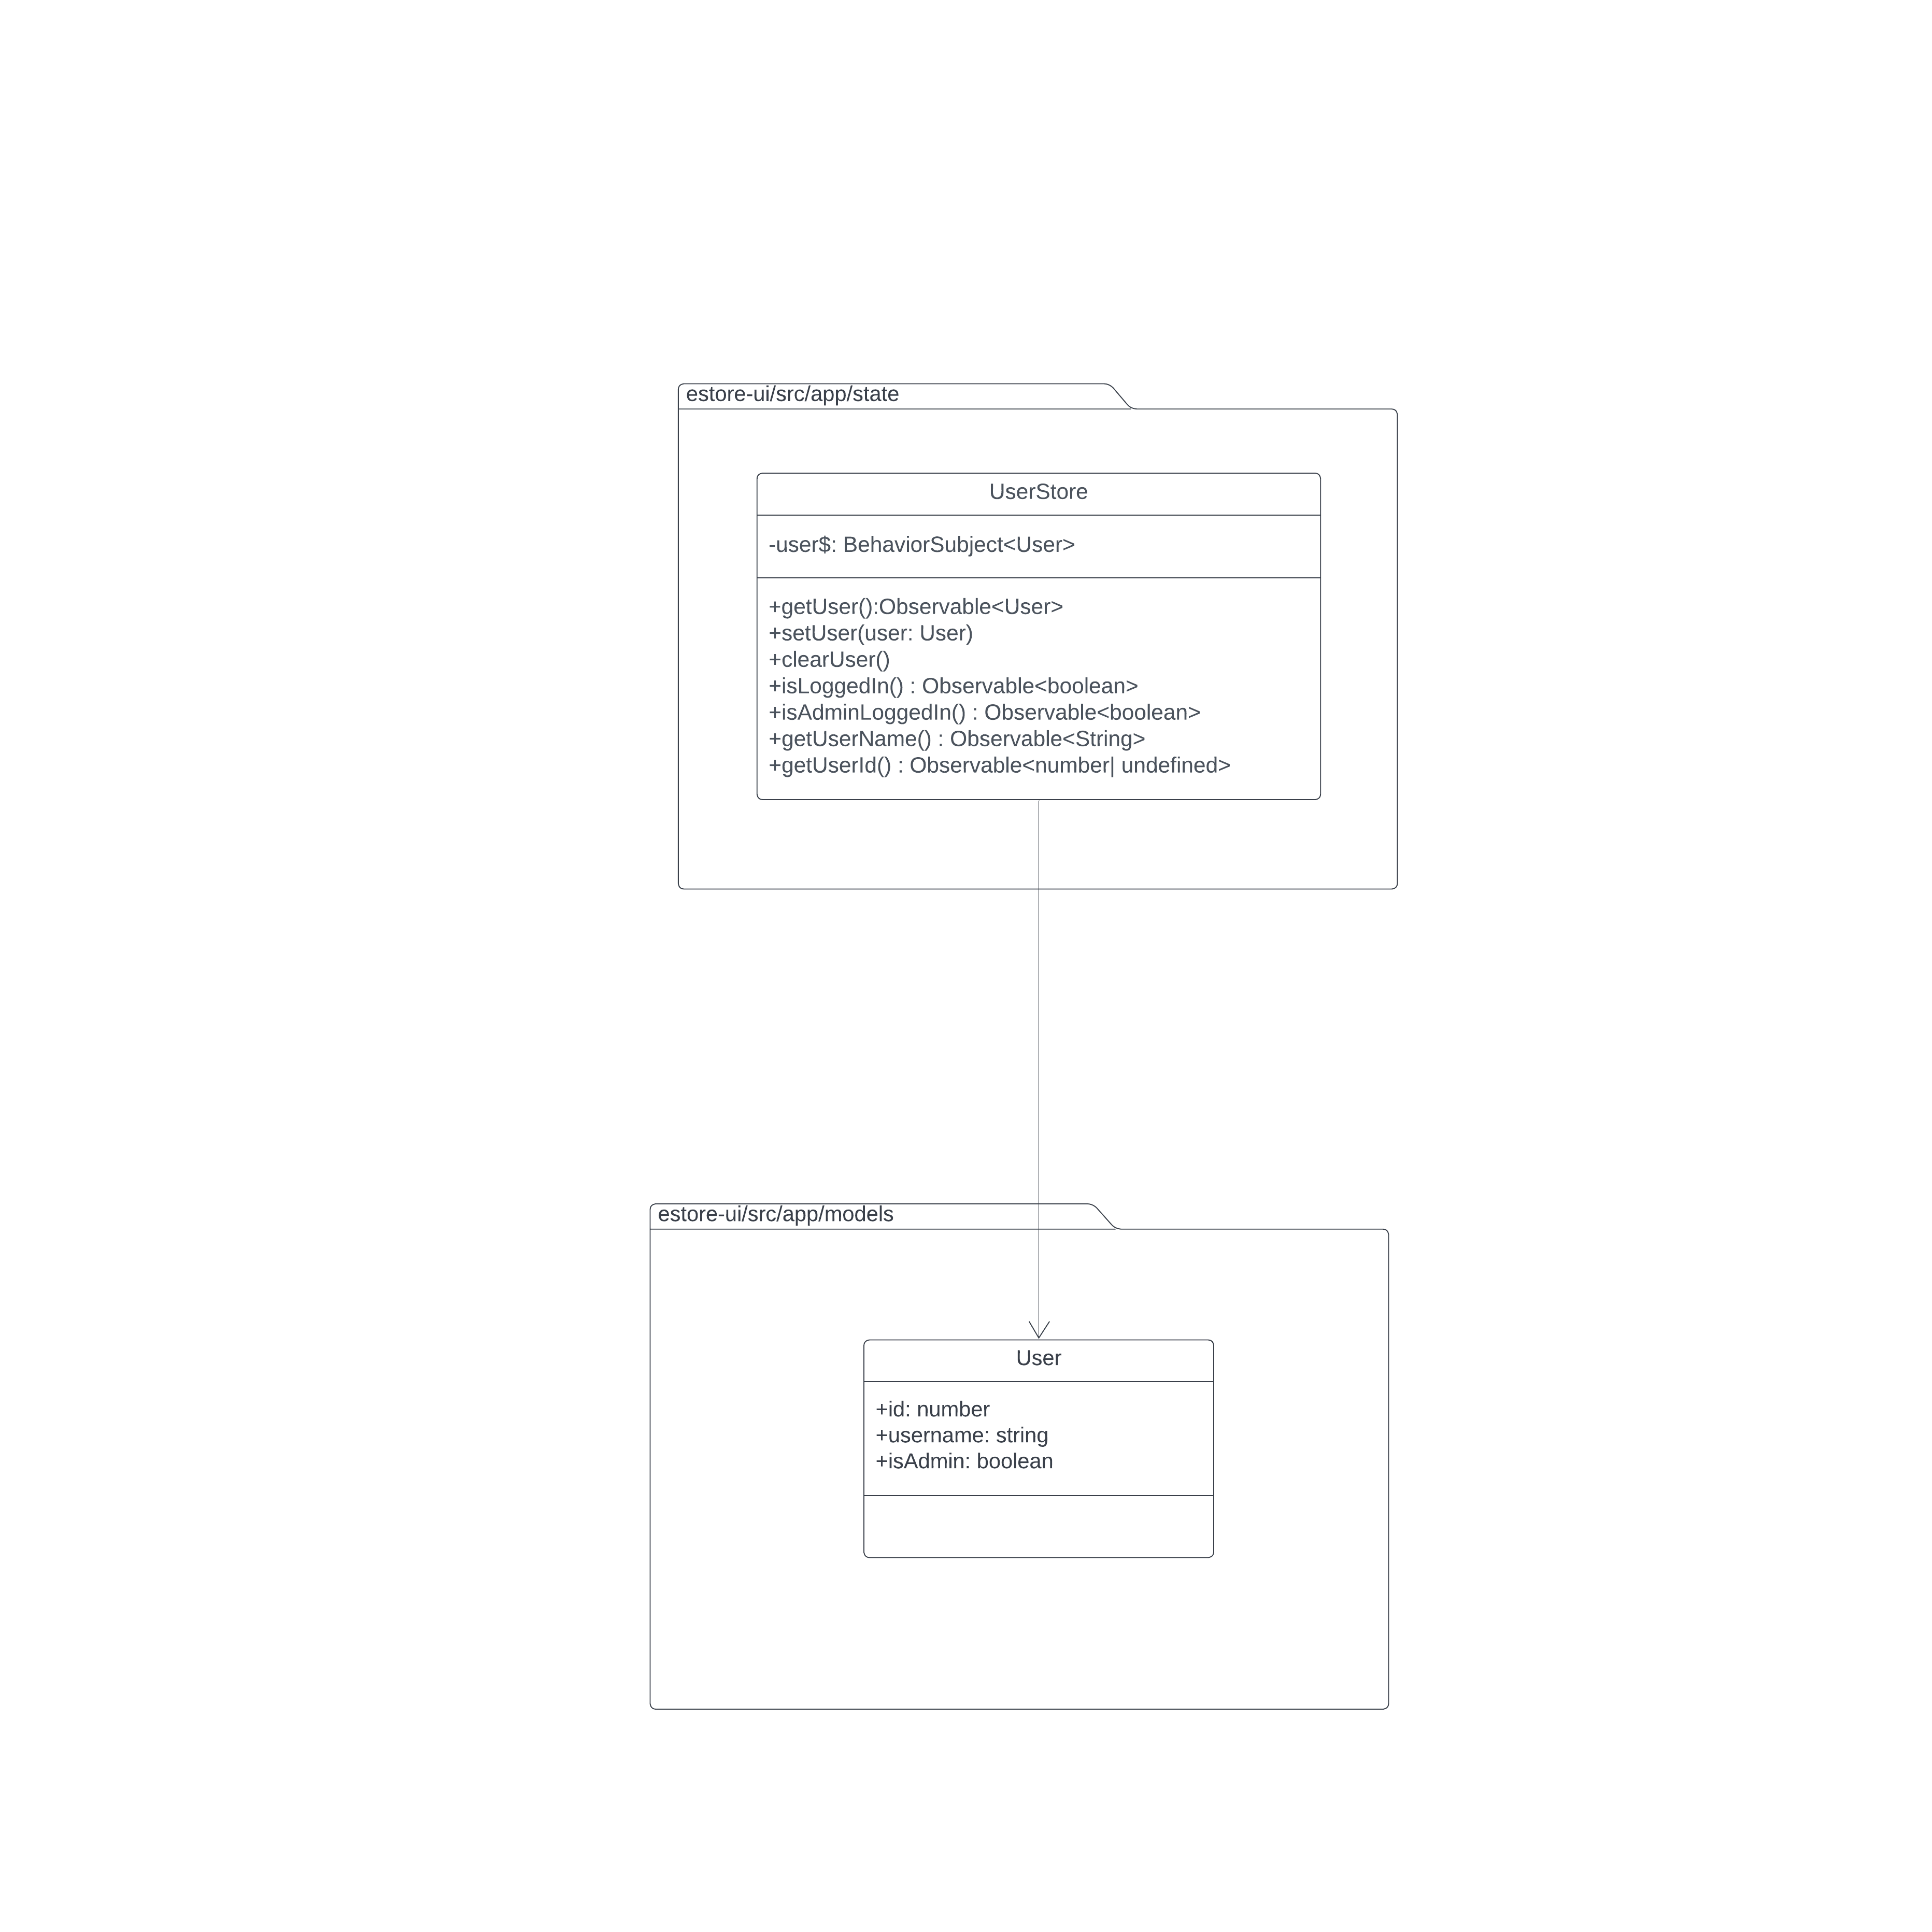 estore-ui/src/app/state
UserStore
-user$: BehaviorSubject<User>
+getUser():Observable<User>
+setUser(user: User)
+clearUser()
+isLoggedIn() : Observable<boolean>
+isAdminLoggedIn() : Observable<boolean>
+getUserName() : Observable<String>
+getUserId() : Observable<number| undefined>
estore-ui/src/app/models
User
+id: number
+username: string
+isAdmin: boolean